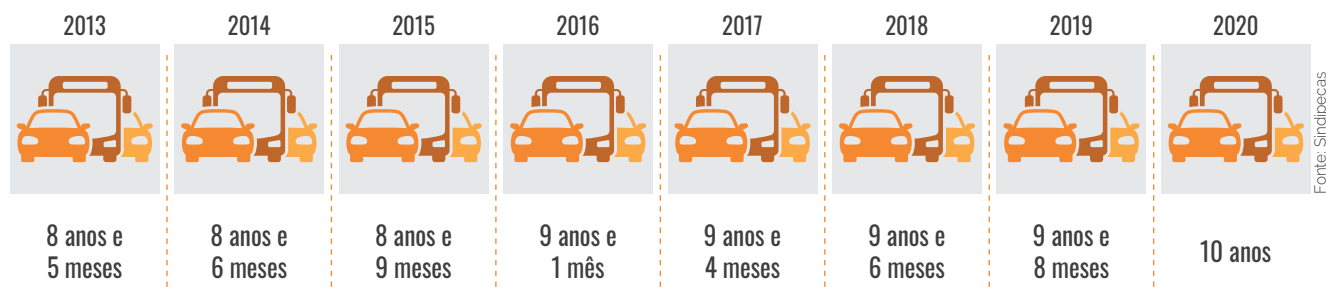 2013
2014
2015
2016
2017
2018
2019
2020
8 anos e
5 meses
8 anos e
6 meses
8 anos e
9 meses
9 anos e
1 mês
9 anos e
4 meses
9 anos e
6 meses
9 anos e
8 meses
10 anos
Fonte: Sindipecas